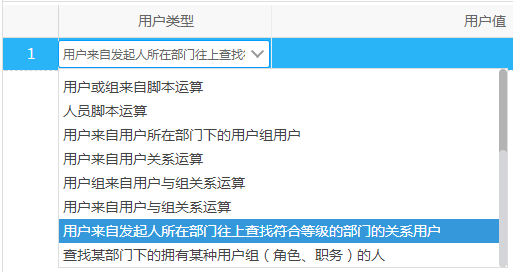 用户类型 用户值
1 用户来自发起人所在部门往上查找
用户或组来自脚本运算
人员脚本运算
用户来自用户所在部门下的用户组用户
用户来自用户关系运算
用户组来自用户与组关系运算
用户来自用户与组关系运算
用户来自发起人所在部门往上查找符合等级的部门的关系用户
查找某部门下的拥有某种用户组（角色、职务）的人